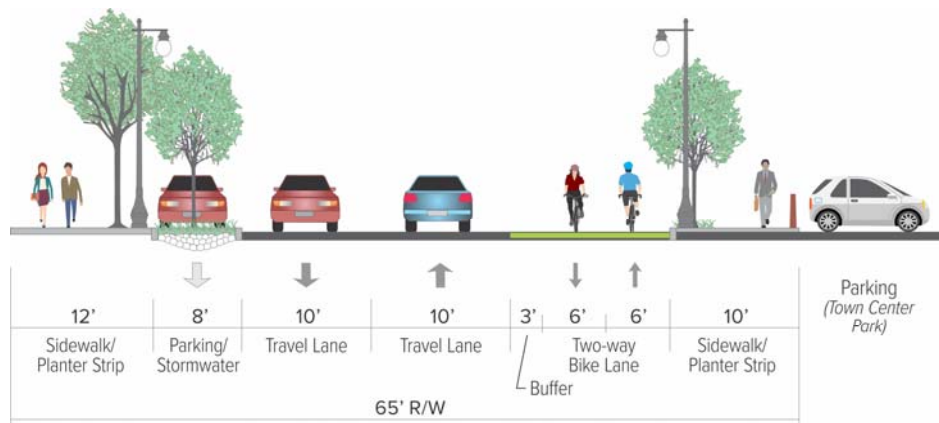 12’
8’
10’
10’
3’
6’
6’
10’
Sidewalk/
Planter Strip
Parking/
Stormwater
Travel Lane
Travel Lane
Buffer
Two-way
Bike Lane
Sidewalk/
Planter Strip
Parking
(Town Center
Park)
65’ R/W